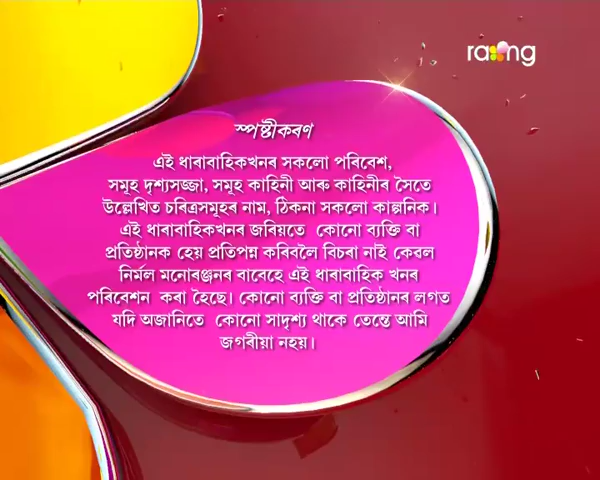 rang
স্পষ্টীকৰণ
এই ধাৰাবাহিকখনৰ সকলো পৰিবেশ,
সমূহ দৃশ্যসজ্জা, সমূহ কাহিনী আৰু কাহিনীৰ সৈতে
উল্লেখিত চৰিত্ৰসমূহৰ নাম, ঠিকনা সকলো কাল্পনিক।
এই ধাৰাবাহিকখনৰ জৰিয়তে কোনো ব্যক্তি বা
প্ৰতিষ্ঠানক হেয় প্ৰতিপন্ন কৰিবলৈ বিচৰা নাই কেৱল
নিৰ্মল মনোৰঞ্জনৰ বাবেহে এই ধাৰাবাহিক খনৰ
পৰিবেশন কৰা হৈছে। কোনো ব্যক্তি বা প্ৰতিষ্ঠানৰ লগত
যদি অজানিতে কোনো সাদৃশ্য থাকে তেন্তে আমি
জগৰীয়া নহয়।